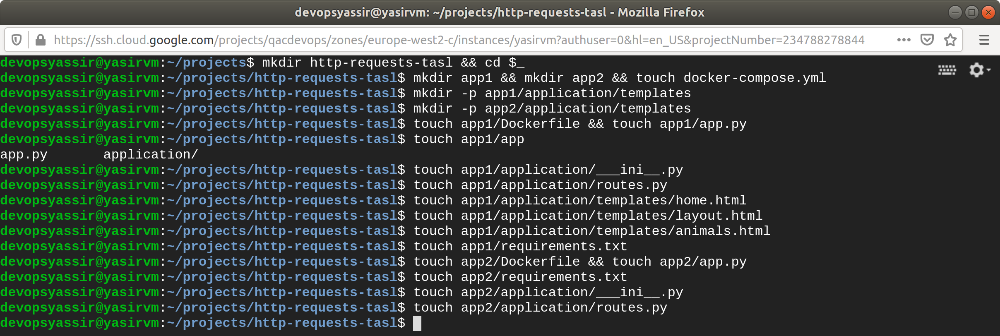 devopsyassir@yasirvm: ~/projects/http-requests-tasl - Mozilla Firefox
https://ssh.cloud.google.com/projects/qacdevops/zones/europe-west2-c/instances/yasirvm?authuser=0&hl=en_US&projectNumber=234788278844
devopsyassir@yasirvm:~/projects$ mkdir http-requests-tasl && cd $_
devopsyassir@yasirvm:~/projects/http-requests-tasl$ mkdir app1 && mkdir app2 && touch docker-compose.yml
devopsyassir@yasirvm:~/projects/http-requests-tasl$ mkdir -p app1/application/templates
devopsyassir@yasirvm:~/projects/http-requests-tasl$ mkdir -p app2/application/templates
devopsyassir@yasirvm:~/projects/http-requests-tasl$ touch app1/Dockerfile && touch app1/app.py
devopsyassir@yasirvm:~/projects/http-requests-tasl$ touch app1/app
app.py       application/
devopsyassir@yasirvm:~/projects/http-requests-tasl$ touch app1/application/___ini__.py
devopsyassir@yasirvm:~/projects/http-requests-tasl$ touch app1/application/routes.py
devopsyassir@yasirvm:~/projects/http-requests-tasl$ touch app1/application/templates/home.html
devopsyassir@yasirvm:~/projects/http-requests-tasl$ touch app1/application/templates/layout.html
devopsyassir@yasirvm:~/projects/http-requests-tasl$ touch app1/application/templates/animals.html
devopsyassir@yasirvm:~/projects/http-requests-tasl$ touch app1/requirements.txt
devopsyassir@yasirvm:~/projects/http-requests-tasl$ touch app2/Dockerfile && touch app2/app.py
devopsyassir@yasirvm:~/projects/http-requests-tasl$ touch app2/requirements.txt
devopsyassir@yasirvm:~/projects/http-requests-tasl$ touch app2/application/___ini__.py
devopsyassir@yasirvm:~/projects/http-requests-tasl$ touch app2/application/routes.py
devopsyassir@yasirvm:~/projects/http-requests-tasl$